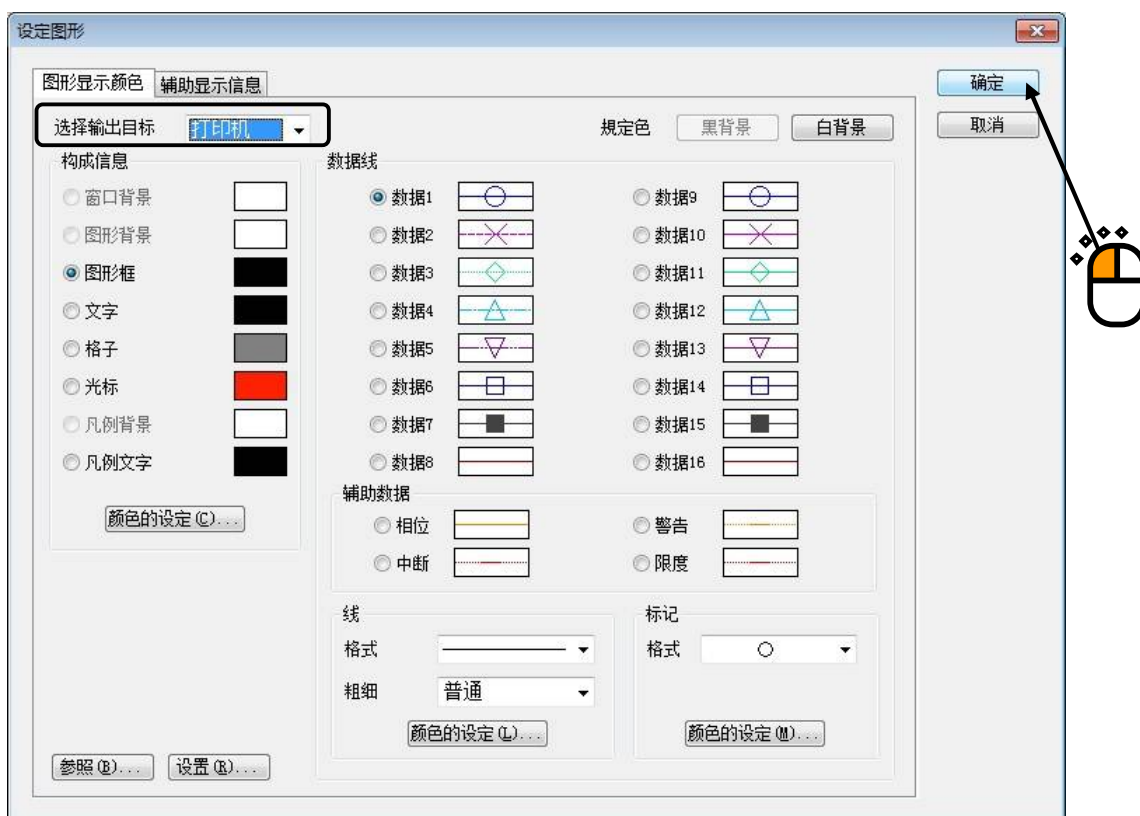 设定图形
图形显示颜色 辅助显示信息 确定
选择输出目标 打印机 規定色 黒背景 白背景 取消
构成信息 数据线
窗口背景 数据1 数据9
图形背景 数据2 数据10
图形框 数据3 数据11
文字 数据4 数据12
格子 数据5 数据13
光标 数据6 数据14
凡例背景 数据7 数据15
凡例文字 数据8 数据16
辅助数据
颜色的设定(C)... 相位 警告
中断 限度
线 标记
格式 格式
粗细 普通
颜色的设定(L)... 颜色的设定(M)...
参照(B)... 设置(R)...